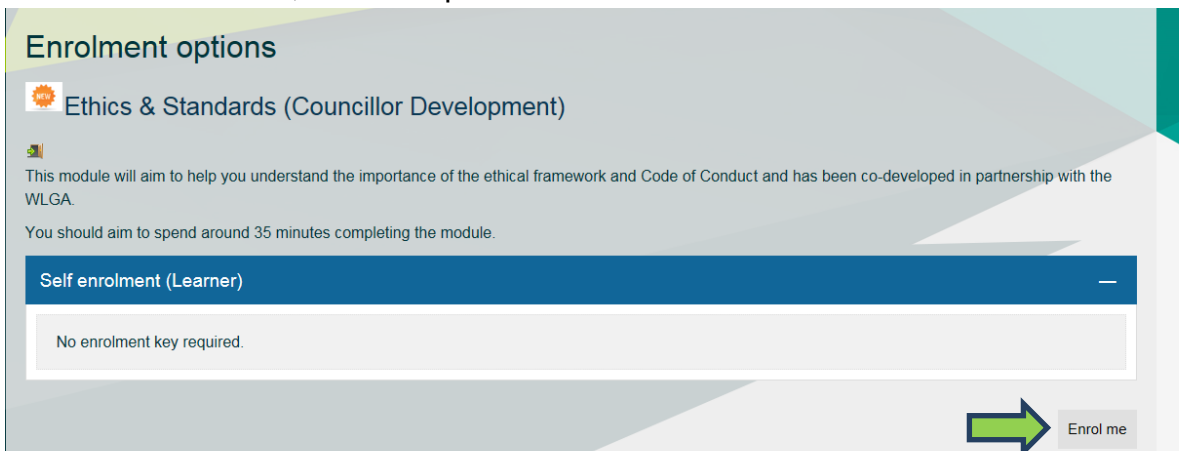 Enrolment options
NEW
Ethics & Standards (Councillor Development)
This module will aim to help you understand the importance of the ethical framework and Code of Conduct and has been co-developed in partnership with the
WLGA.
You should aim to spend around 35 minutes completing the module.
Self enrolment (Learner)
No enrolment key required.
Enrol me